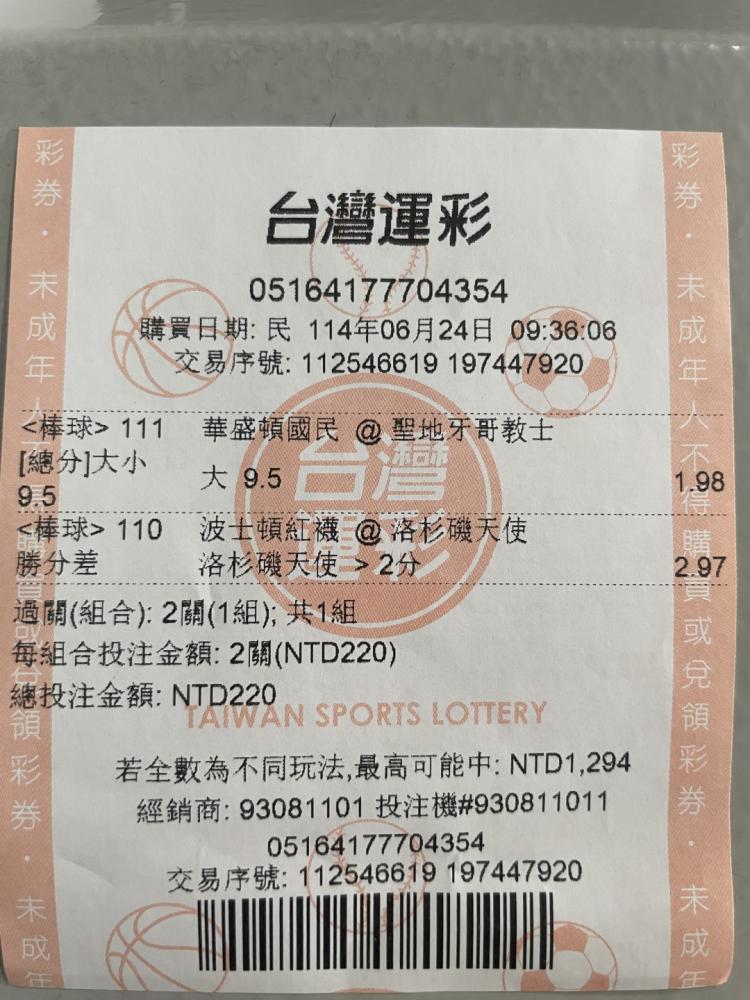 台灣運彩
05164177704354
購買日期: 民 114年06月24日 09:36:06
交易序號: 112546619 197447920
<棒球> 111 華盛頓國民 @ 聖地牙哥教士
[總分]大小
9.5
大 9.5 1.98
<棒球> 110 波士頓紅襪 @ 洛杉磯天使
勝分差 洛杉磯天使 > 2分 2.97
過關(組合): 2關(1組); 共1組
每組合投注金額: 2關(NTD220)
總投注金額: NTD220
TAIWAN SPORTS LOTTERY
若全數為不同玩法,最高可能中: NTD1,294
經銷商: 93081101 投注機#930811011
05164177704354
交易序號: 112546619 197447920
台灣運彩
彩券·未成年人
領彩券·未成年
彩券·未成年人不得購買或兌領彩券·未成